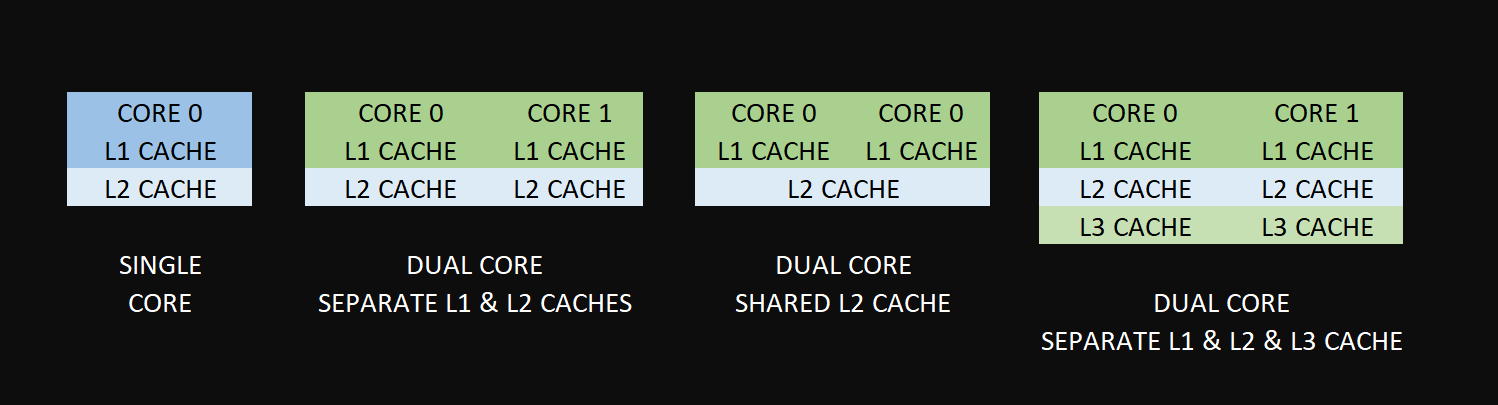 CORE 0
L1 CACHE
L2 CACHE
SINGLE
CORE
CORE 0 CORE 1
L1 CACHE L1 CACHE
L2 CACHE L2 CACHE
DUAL CORE
SEPARATE L1 & L2 CACHES
CORE 0 CORE 0
L1 CACHE L1 CACHE
L2 CACHE
DUAL CORE
SHARED L2 CACHE
CORE 0 CORE 1
L1 CACHE L1 CACHE
L2 CACHE L2 CACHE
L3 CACHE L3 CACHE
DUAL CORE
SEPARATE L1 & L2 & L3 CACHE